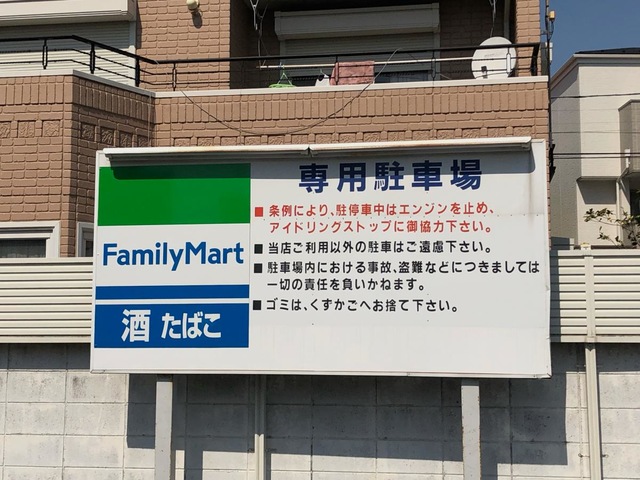 FamilyMart
酒 たばこ
専用駐車場
■ 条例により、駐停車中はエンジンを止め、
アイドリングストップに御協力下さい。
■ 当店ご利用以外の駐車はご遠慮下さい。
■ 駐車場内における事故、盗難などにつきましては
一切の責任を負いかねます。
■ ゴミは、くずかごへお捨て下さい。